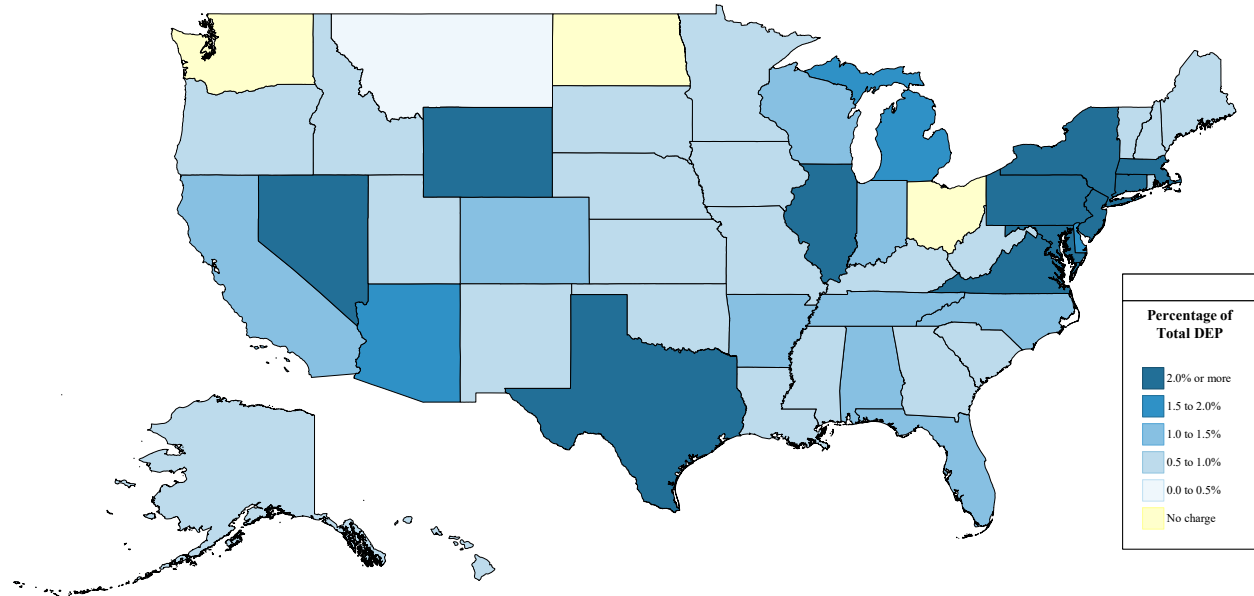 Percentage of
Total DEP
2.0% or more
1.5 to 2.0%
1.0 to 1.5%
0.5 to 1.0%
0.0 to 0.5%
No charge